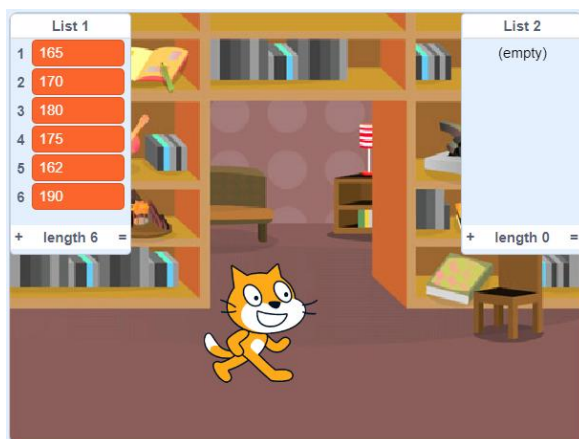 List 1
1 165
2 170
3 180
4 175
5 162
6 190
+ length 6 =
List 2
(empty)
+ length 0 =